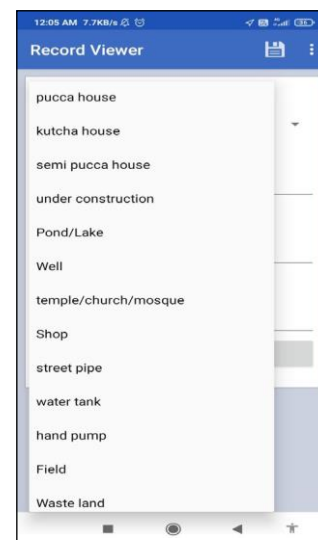 12:05 AM 7.7KB/s
Record Viewer
pucca house
kutcha house
semi pucca house
under construction
Pond/Lake
Well
temple/church/mosque
Shop
street pipe
water tank
hand pump
Field
Waste land